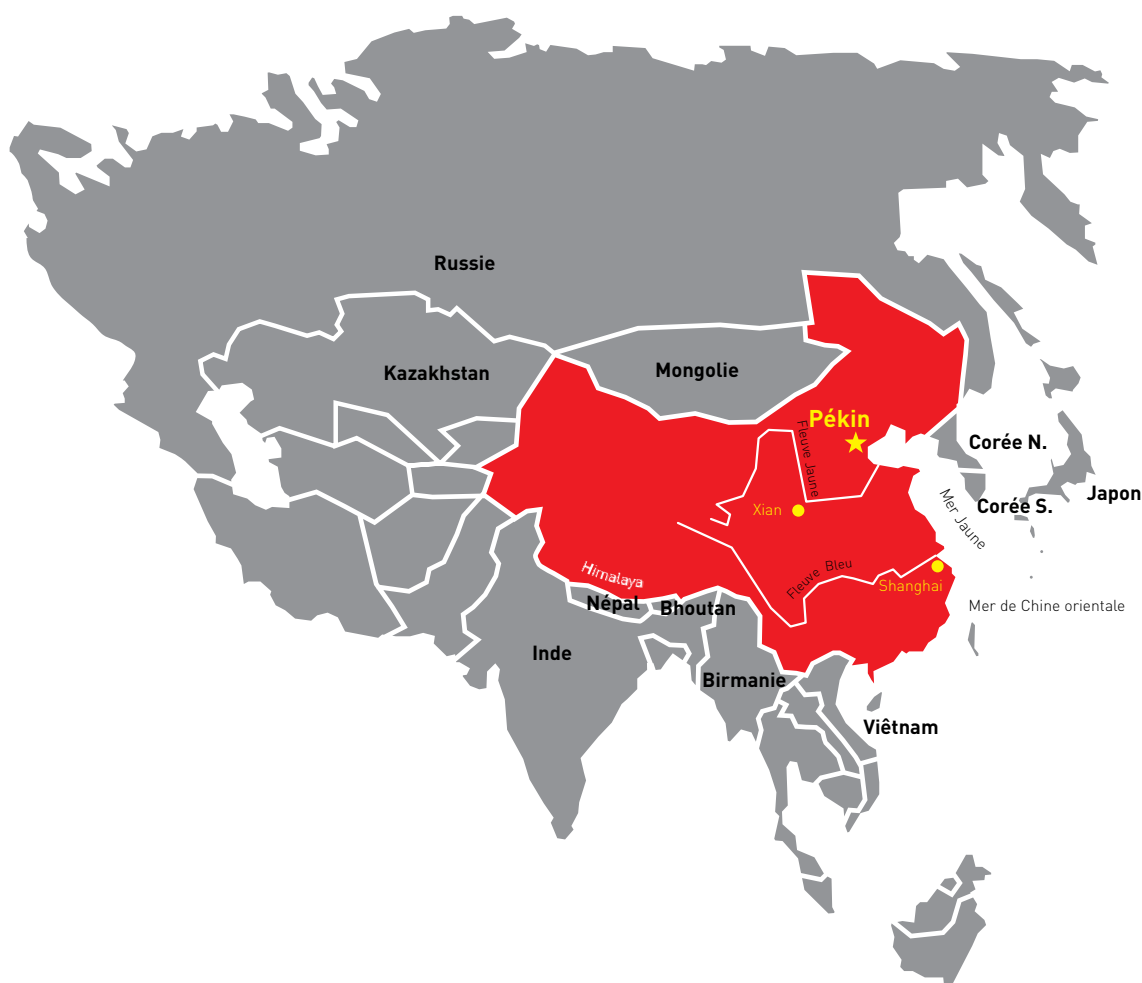 Russie
Kazakhstan
Mongolie
Pékin
Fleuve Jaune
Corée N.
Japon
Corée S.
Mer Jaune
Xian
Fleuve Bleu
Shanghai
Himalaya
Mer de Chine orientale
Népal
Bhoutan
Inde
Birmanie
Viêtnam